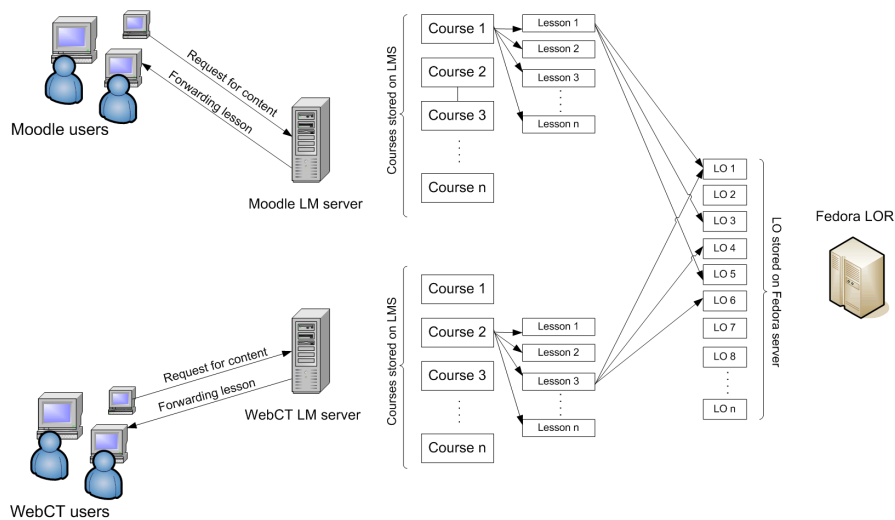 Moodle users
Request for content
Forwarding lesson
Moodle LM server
Courses stored on LMS
Course 1
Course 2
Course 3
Course n
Lesson 1
Lesson 2
Lesson 3
Lesson n
WebCT users
Request for content
Forwarding lesson
WebCT LM server
Courses stored on LMS
Course 1
Course 2
Course 3
Course n
Lesson 1
Lesson 2
Lesson 3
Lesson n
LO 1
LO 2
LO 3
LO 4
LO 5
LO 6
LO 7
LO 8
LO n
LO stored on Fedora server
Fedora LOR